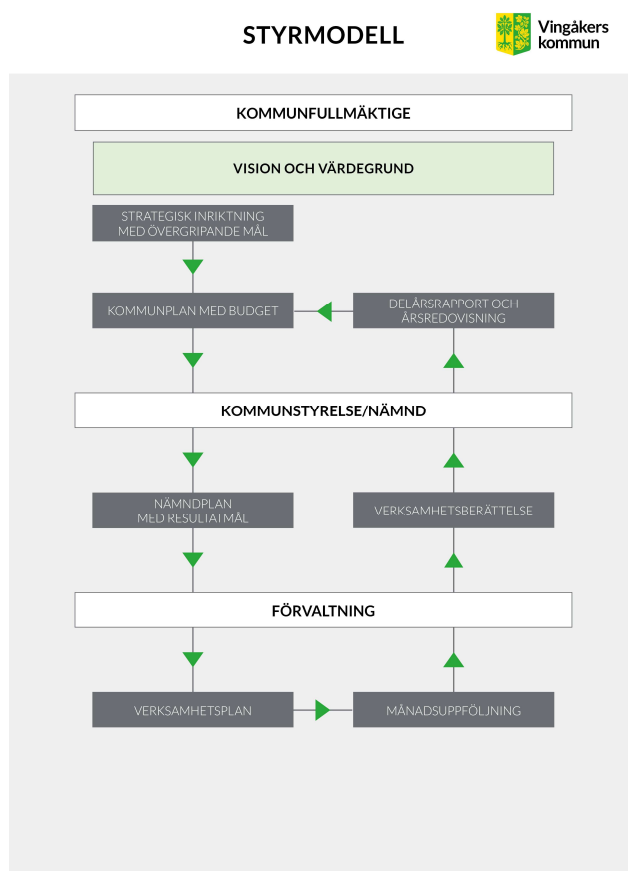 STYRMODELL
Vingåkers
kommun
KOMMUNFULLMÄKTIGE
VISION OCH VÄRDEGRUND
STRATEGISK INRIKTNING
MED ÖVERGRIPANDE MÅL
KOMMUNPLAN MED BUDGET
DELÅRSRAPPORT OCH
ÅRSREDOVISNING
KOMMUNSTYRELSE/NÄMND
NÄMNDPLAN
MED RESULTATMÅL
VERKSAMHETSBERÄTTELSE
FÖRVALTNING
VERKSAMHETSPLAN
MÅNADSUPPFÖLJNING